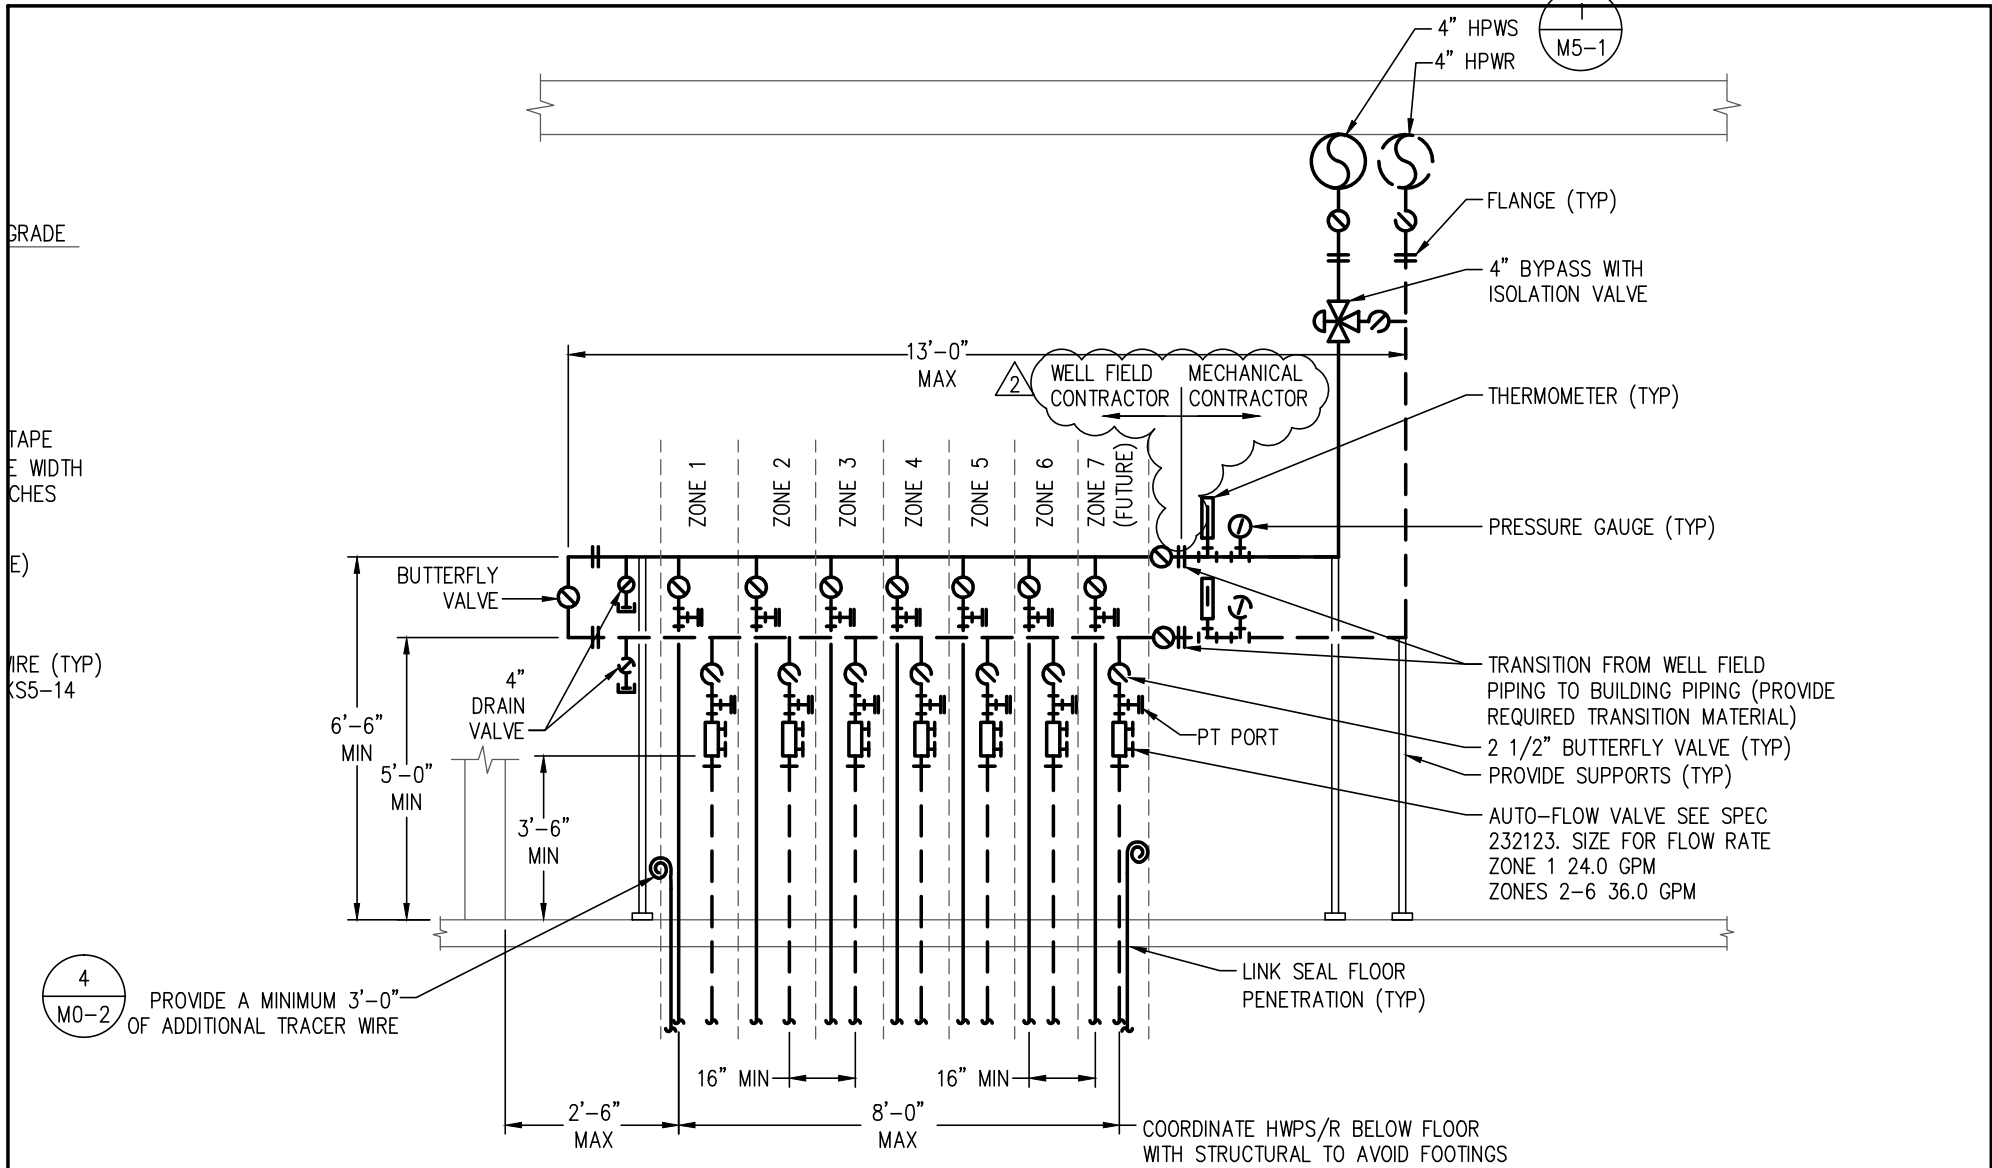 4" HPWS
4" HPWR
1
M5-1
GRADE
FLANGE (TYP)
4" BYPASS WITH
ISOLATION VALVE
13'-0"
MAX
2
WELL FIELD
CONTRACTOR
MECHANICAL
CONTRACTOR
THERMOMETER (TYP)
TAPE
E WIDTH
CHES
ZONE 1
ZONE 2
ZONE 3
ZONE 4
ZONE 5
ZONE 6
ZONE 7
(FUTURE)
PRESSURE GAUGE (TYP)
E)
BUTTERFLY
VALVE
WIRE (TYP)
KS5-14
4"
DRAIN
VALVE
TRANSITION FROM WELL FIELD
PIPING TO BUILDING PIPING (PROVIDE
REQUIRED TRANSITION MATERIAL)
6'-6"
MIN
5'-0"
MIN
3'-6"
MIN
PT PORT
2 1/2" BUTTERFLY VALVE (TYP)
PROVIDE SUPPORTS (TYP)
AUTO-FLOW VALVE SEE SPEC
232123. SIZE FOR FLOW RATE
ZONE 1 24.0 GPM
ZONES 2-6 36.0 GPM
4
M0-2
PROVIDE A MINIMUM 3'-0"
OF ADDITIONAL TRACER WIRE
LINK SEAL FLOOR
PENETRATION (TYP)
16" MIN
16" MIN
2'-6"
MAX
8'-0"
MAX
COORDINATE HWPS/R BELOW FLOOR
WITH STRUCTURAL TO AVOID FOOTINGS